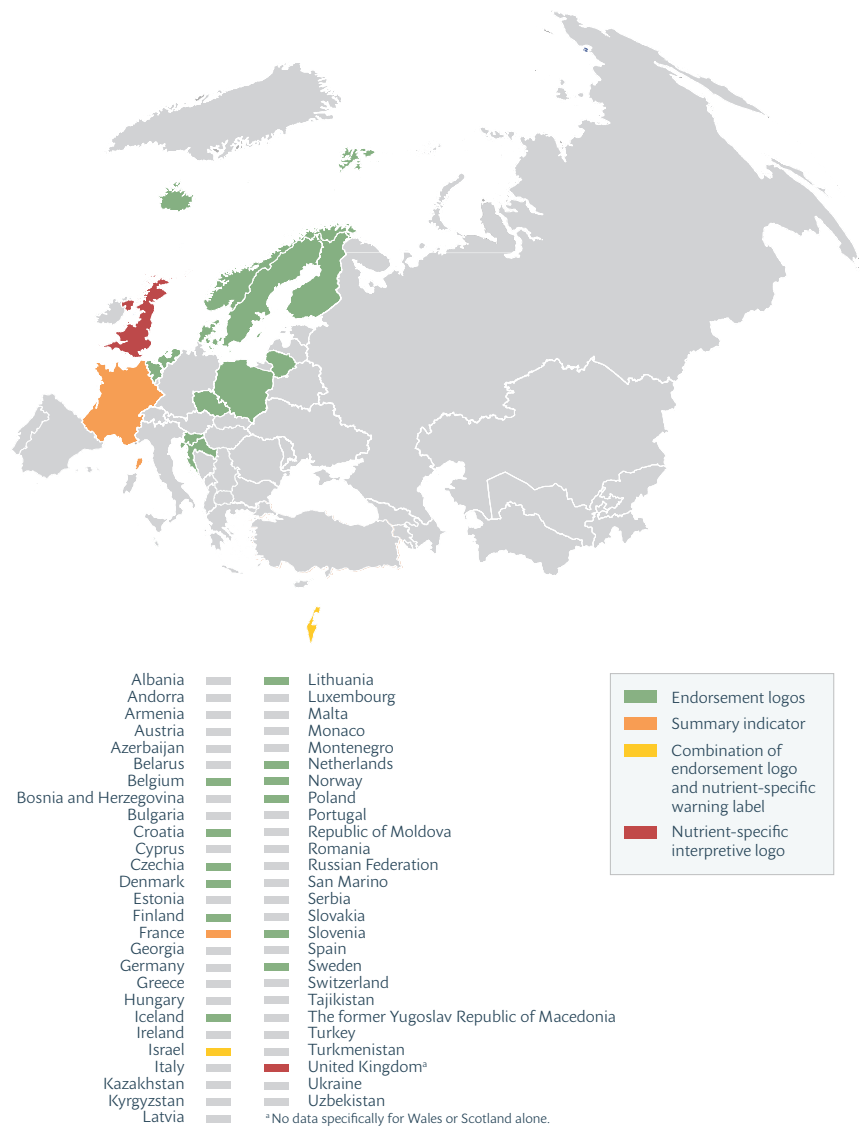 Albania
Andorra
Armenia
Austria
Azerbaijan
Belarus
Belgium
Bosnia and Herzegovina
Bulgaria
Croatia
Cyprus
Czechia
Denmark
Estonia
Finland
France
Georgia
Germany
Greece
Hungary
Iceland
Ireland
Israel
Italy
Kazakhstan
Kyrgyzstan
Latvia
Lithuania
Luxembourg
Malta
Monaco
Montenegro
Netherlands
Norway
Poland
Portugal
Republic of Moldova
Romania
Russian Federation
San Marino
Serbia
Slovakia
Slovenia
Spain
Sweden
Switzerland
Tajikistan
The former Yugoslav Republic of Macedonia
Turkey
Turkmenistan
United Kingdomᵃ
Ukraine
Uzbekistan
ᵃ No data specifically for Wales or Scotland alone.
Endorsement logos
Summary indicator
Combination of
endorsement logo
and nutrient-specific
warning label
Nutrient-specific
interpretive logo